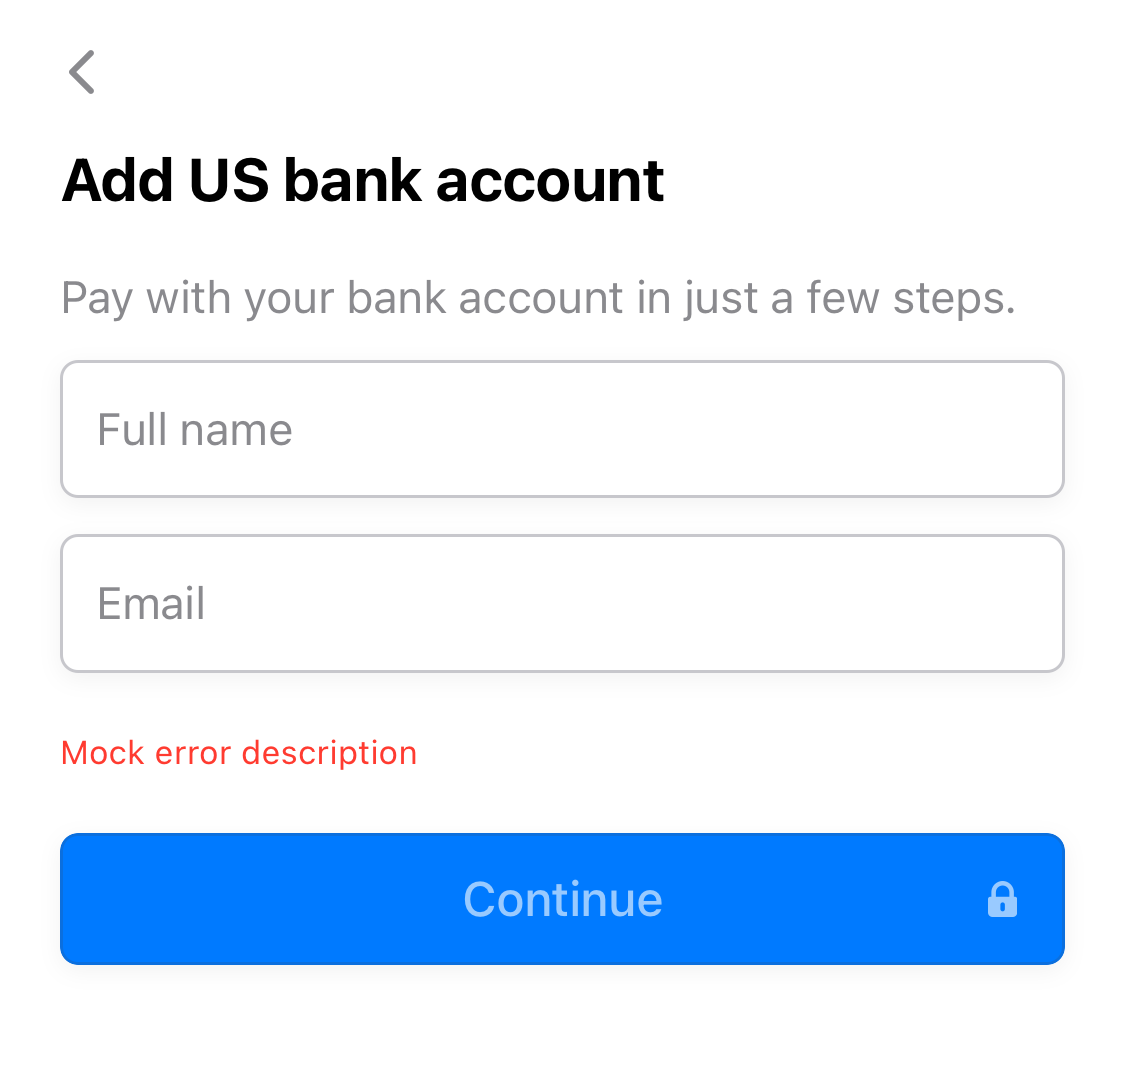 Add US bank account
Pay with your bank account in just a few steps.
Full name
Email
Mock error description
Continue